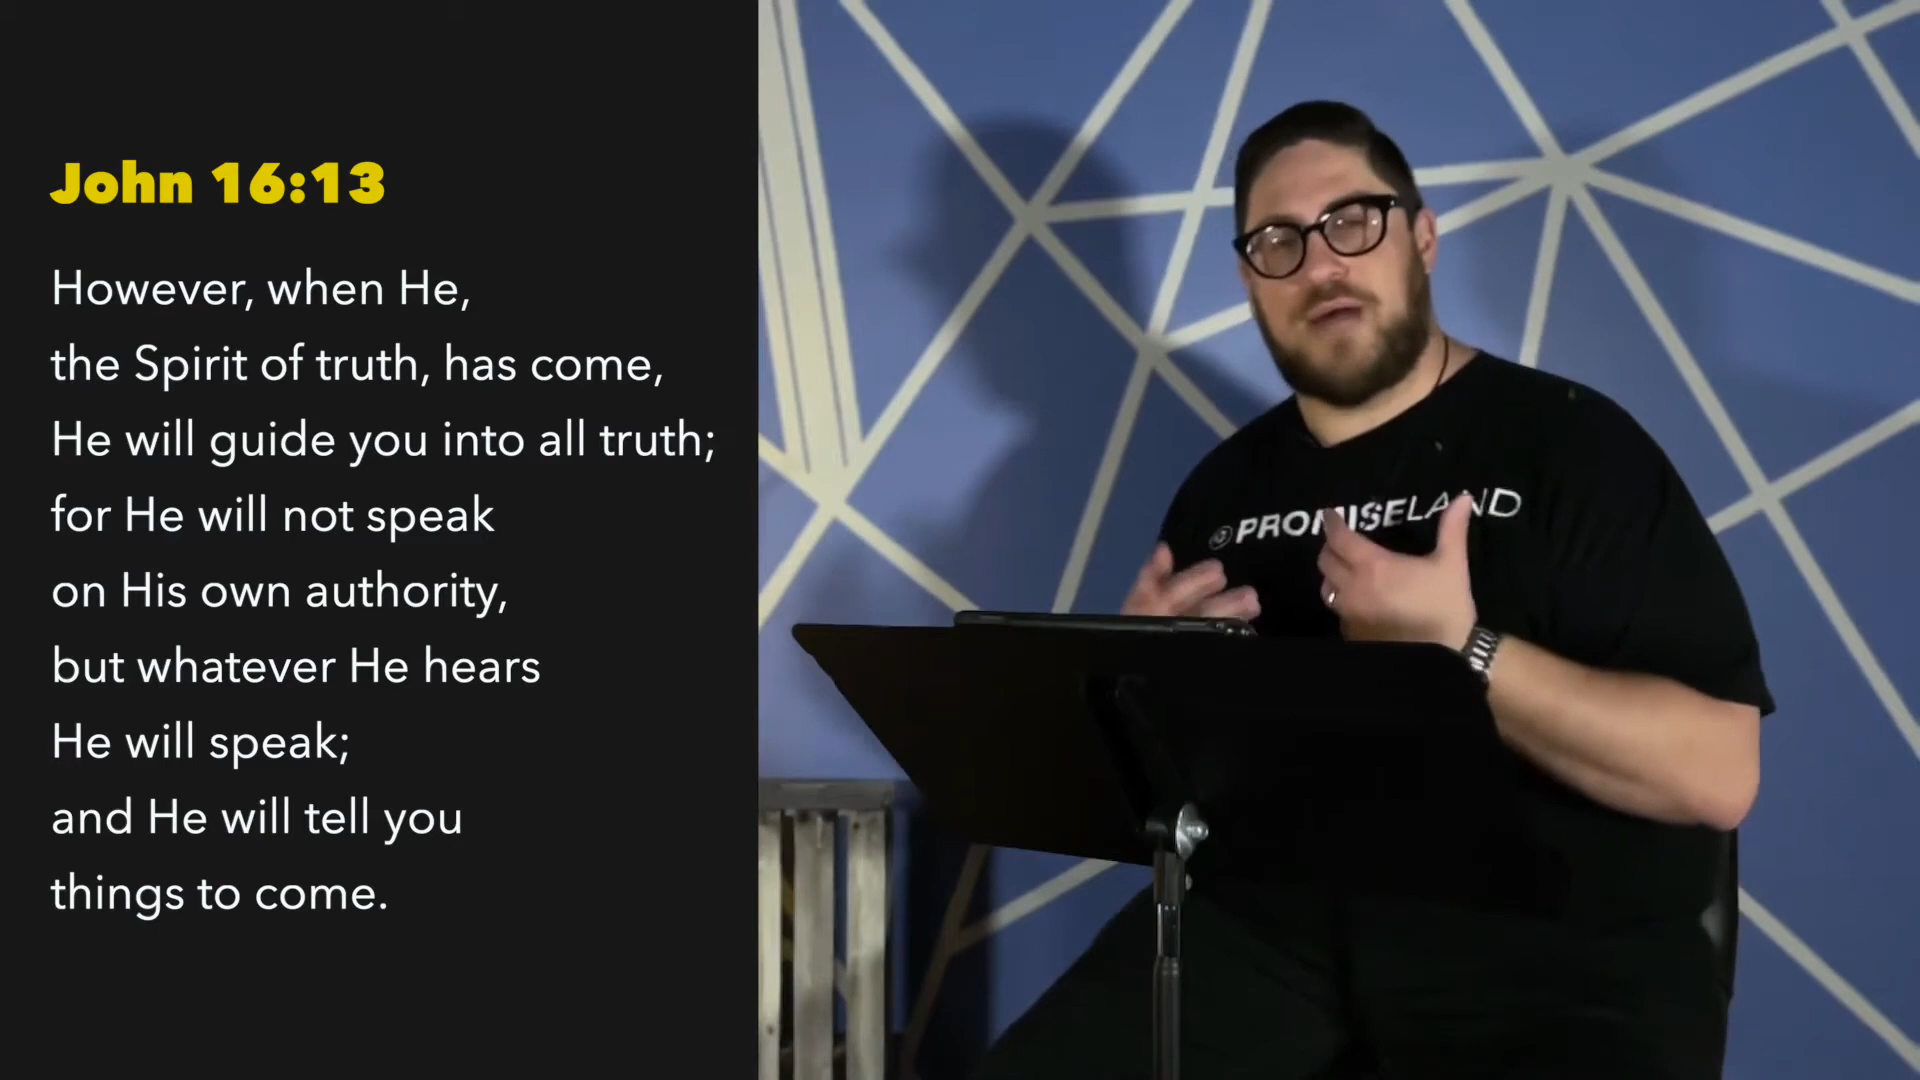 John 16:13
However, when He,
the Spirit of truth, has come,
He will guide you into all truth;
for He will not speak
on His own authority,
but whatever He hears
He will speak;
and He will tell you
things to come.
PROMISELAND